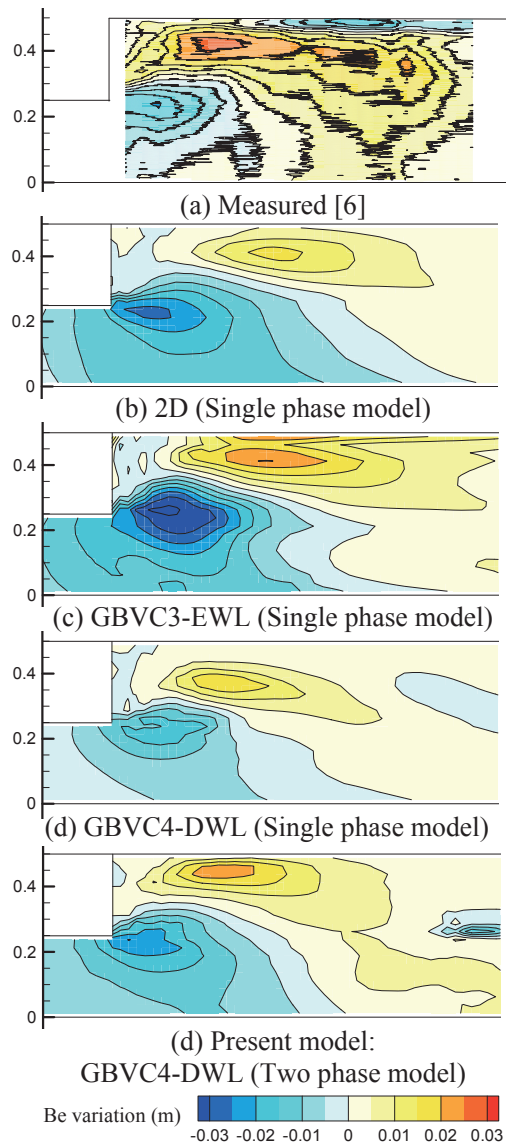 0.4
0.2
0
(a) Measured [6]
0.4
0.2
0
(b) 2D (Single phase model)
0.4
0.2
0
(c) GBVC3-EWL (Single phase model)
0.4
0.2
0
(d) GBVC4-DWL (Single phase model)
0.4
0.2
0
(d) Present model:
GBVC4-DWL (Two phase model)
Be variation (m)
-0.03 -0.02 -0.01 0 0.01 0.02 0.03